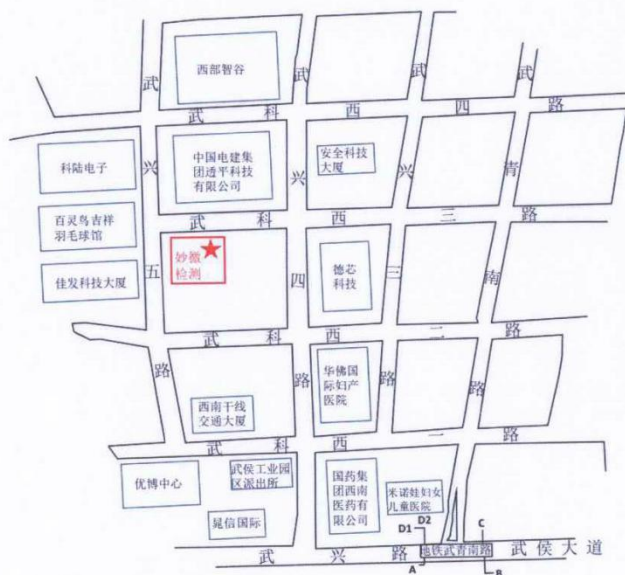 西部智谷
武科西四路
科陆电子
中国电建集
团透平科技
有限公司
安全科技
大厦
百灵鸟吉祥
羽毛球馆
武科西三路
佳发科技大厦
妙微
检测
德芯
科技
武科西二路
华佛国
际妇产
医院
西南干线
交通大厦
武科西一路
优博中心
武侯工业园
区派出所
国药集
团西南
医药有
限公司
米诺娃妇女
儿童医院
晁信国际
武兴五路
武兴四路
武兴三路
武青南路
D2
D1
C
A
B
地铁武青南路
武兴路
武侯大道